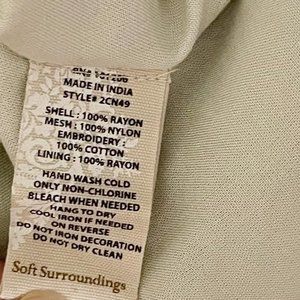 MADE IN INDIA
STYLE# 2CN49
SHELL : 100% RAYON
MESH : 100% NYLON
EMBROIDERY :
100% COTTON
LINING : 100% RAYON
HAND WASH COLD
ONLY NON-CHLORINE
BLEACH WHEN NEEDED
HANG TO DRY
COOL IRON IF NEEDED
ON REVERSE
DO NOT IRON DECORATION
DO NOT DRY CLEAN
Soft Surroundings